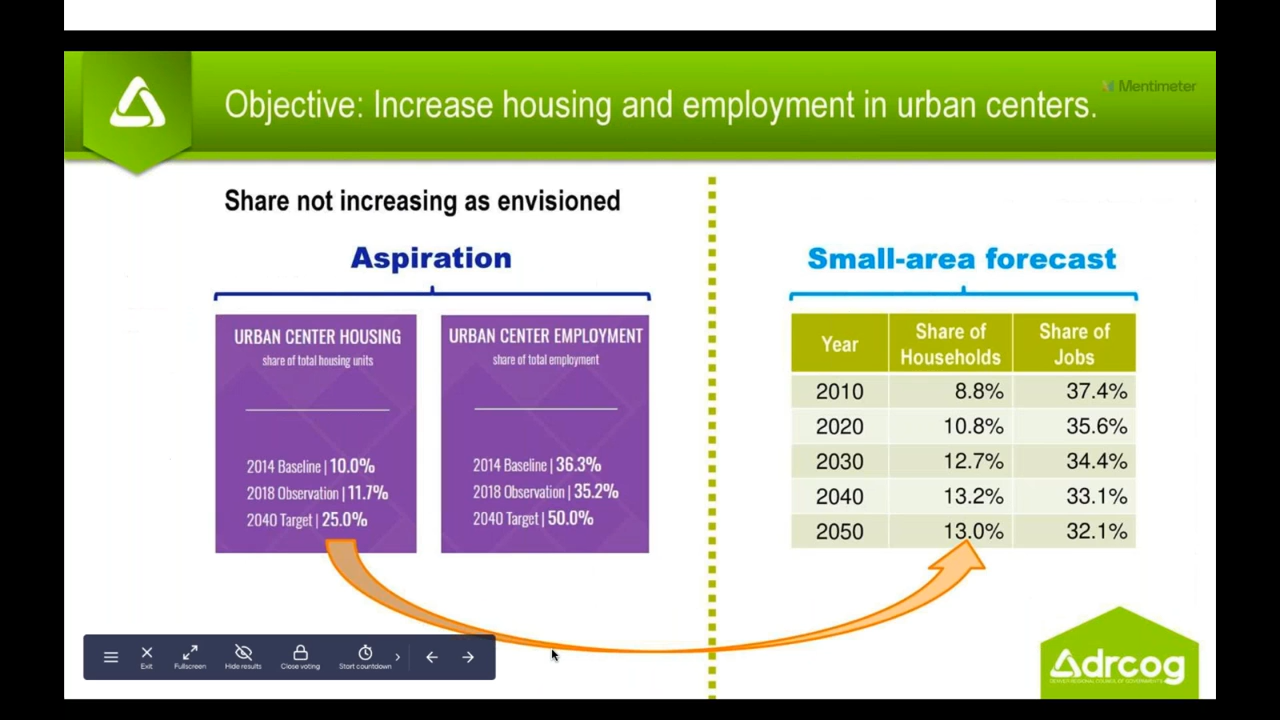 Objective: Increase housing and employment in urban centers.
Mentimeter
Share not increasing as envisioned
Aspiration
URBAN CENTER HOUSING
share of total housing units
2014 Baseline | 10.0%
2018 Observation | 11.7%
2040 Target | 25.0%
URBAN CENTER EMPLOYMENT
share of total employment
2014 Baseline | 36.3%
2018 Observation | 35.2%
2040 Target | 50.0%
Small-area forecast
Year Share of Households Share of Jobs
2010 8.8% 37.4%
2020 10.8% 35.6%
2030 12.7% 34.4%
2040 13.2% 33.1%
2050 13.0% 32.1%
Exit Fullscreen Hide results Close voting Start countdown
drcog
DENVER REGIONAL COUNCIL OF GOVERNMENTS